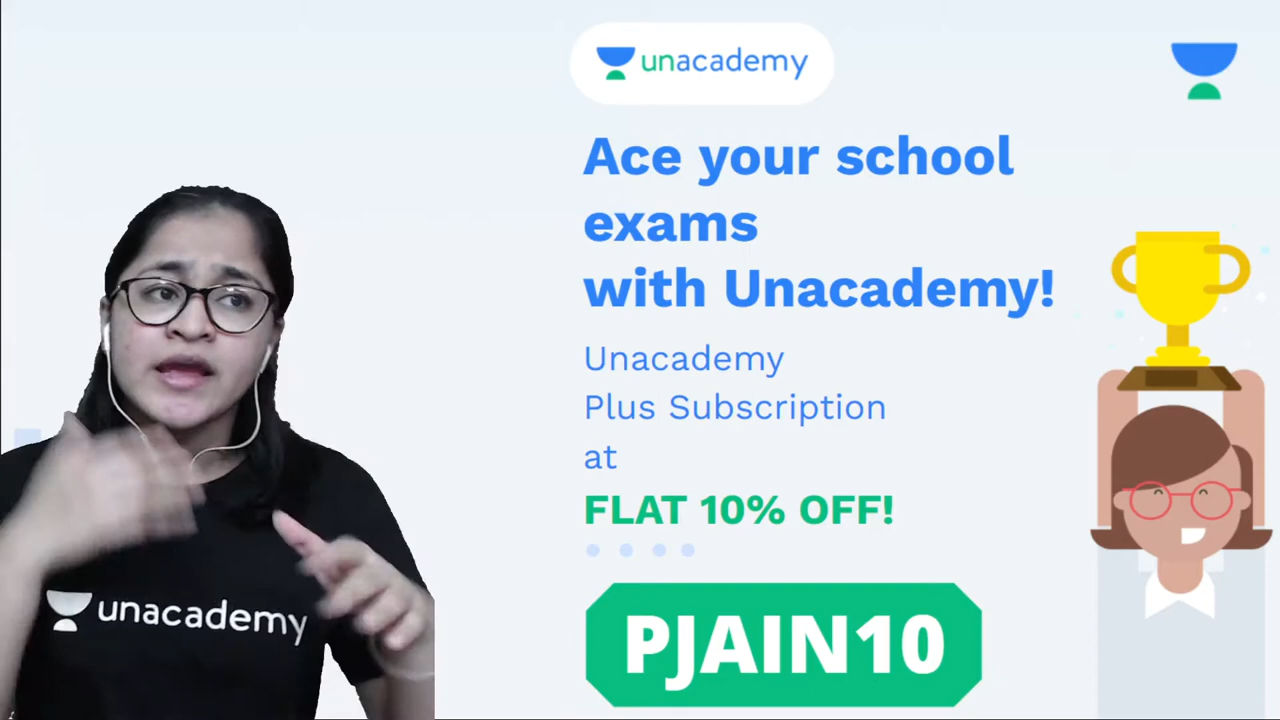 unacademy
Ace your school
exams
with Unacademy!
Unacademy
Plus Subscription
at
FLAT 10% OFF!
PJAIN10
unacademy